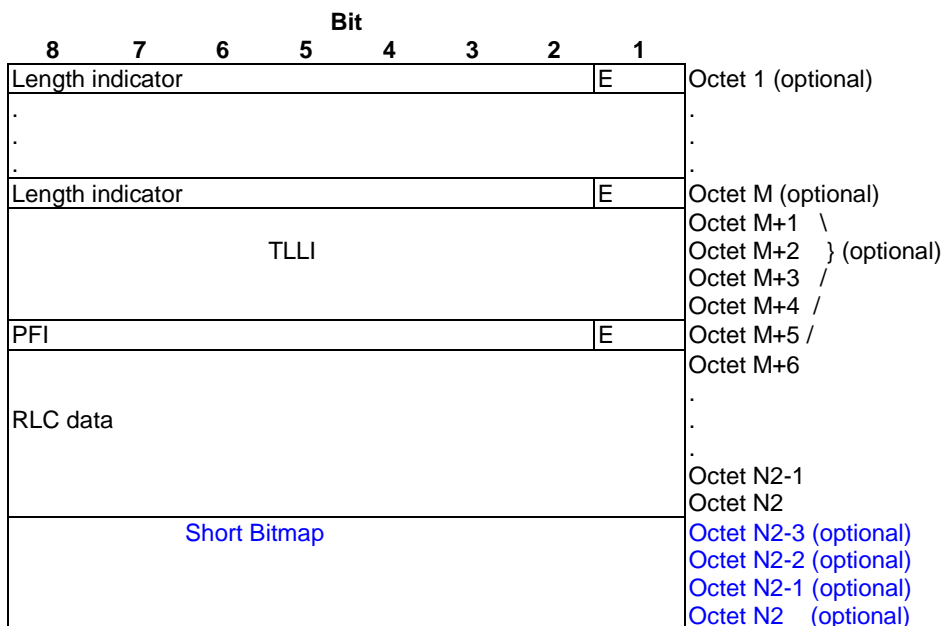 Bit
8 7 6 5 4 3 2 1
Length indicator E Octet 1 (optional)
. .
. .
. .
Length indicator E Octet M (optional)
Octet M+1 \
TLLI Octet M+2 } (optional)
Octet M+3 /
Octet M+4 /
PFI E Octet M+5 /
Octet M+6
.
RLC data .
.
Octet N2-1
Octet N2
Short Bitmap Octet N2-3 (optional)
Octet N2-2 (optional)
Octet N2-1 (optional)
Octet N2 (optional)